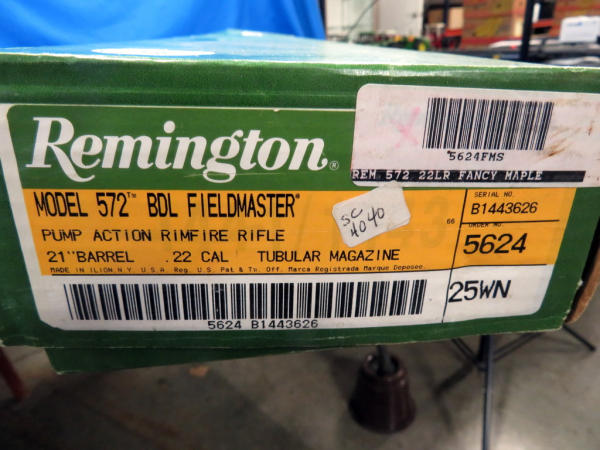 Remington®
5624FMS
REM 572 22LR FANCY MAPLE
MODEL 572™ BDL FIELDMASTER®
PUMP ACTION RIMFIRE RIFLE
21" BARREL .22 CAL TUBULAR MAGAZINE
MADE IN ILION, N.Y. U.S.A. Reg. U.S. Pat & Tm. Off. Marca Registrada Marque Deposee.
SC
4040
66
SERIAL NO.
B1443626
ORDER NO.
5624
25WN
5624 B1443626